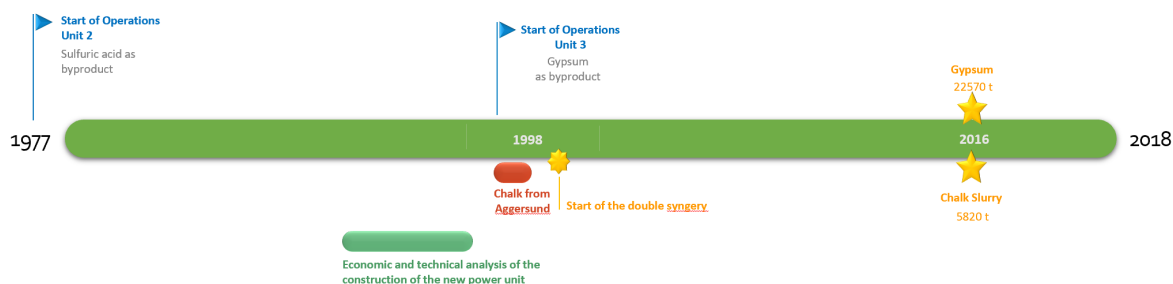 Start of Operations
Unit 2
Sulfuric acid as
byproduct
Start of Operations
Unit 3
Gypsum
as byproduct
Gypsum
22570 t
1977
1998
2016
2018
Chalk from
Aggersund
Start of the double syngery
Chalk Slurry
5820 t
Economic and technical analysis of the
construction of the new power unit